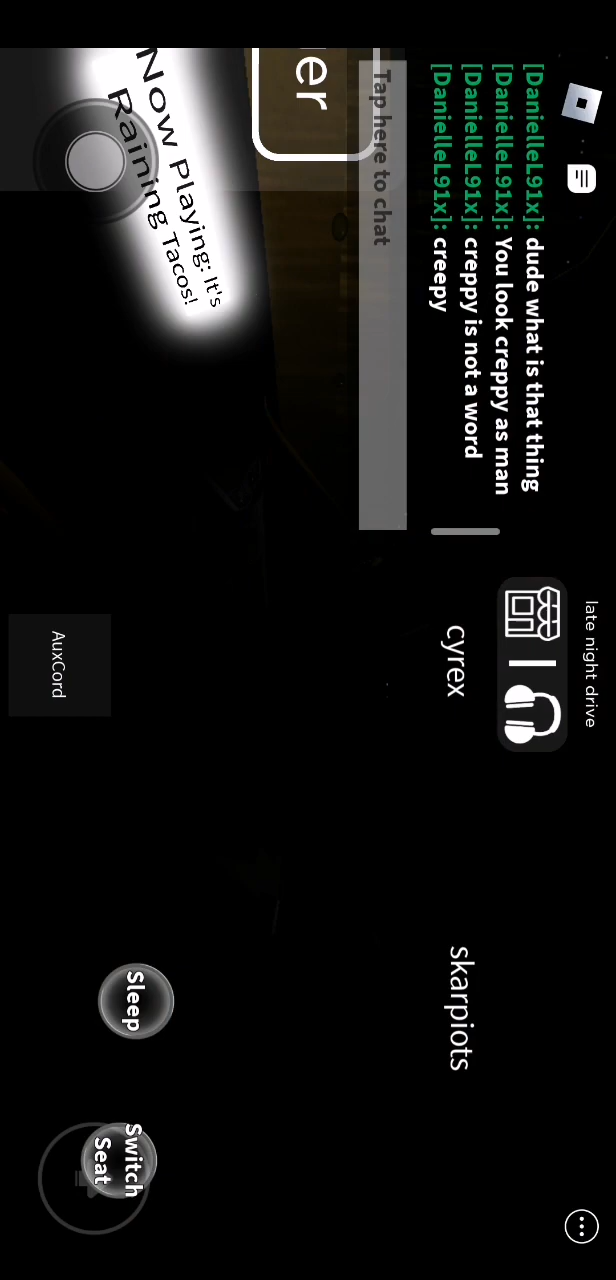 late night drive
[DanielleL91x]: dude what is that thing
[DanielleL91x]: You look creppy as man
[DanielleL91x]: creppy is not a word
[DanielleL91x]: creepy
Tap here to chat
cyrex
skarpiots
er
Now Playing: It's
Raining Tacos!
Sleep
Switch
Seat
AuxCord